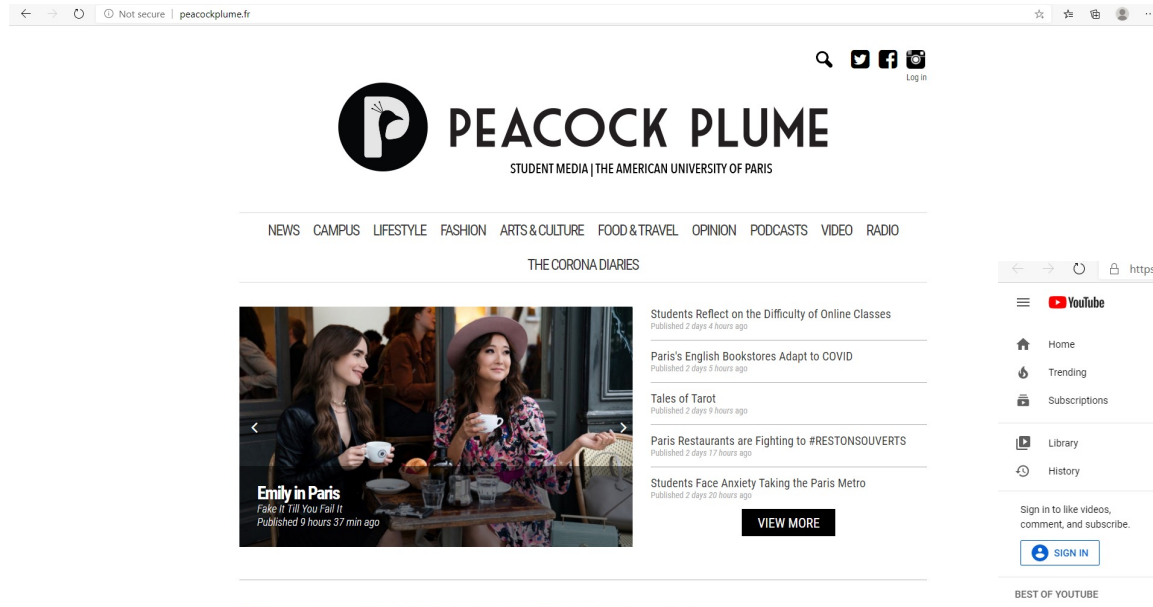 Not secure | peacockplume.fr
Log in
PEACOCK PLUME
STUDENT MEDIA | THE AMERICAN UNIVERSITY OF PARIS
NEWS CAMPUS LIFESTYLE FASHION ARTS & CULTURE FOOD & TRAVEL OPINION PODCASTS VIDEO RADIO
THE CORONA DIARIES
Emily in Paris
Fake It Till You Fail It
Published 9 hours 37 min ago
Students Reflect on the Difficulty of Online Classes
Published 2 days 4 hours ago
Paris's English Bookstores Adapt to COVID
Published 2 days 5 hours ago
Tales of Tarot
Published 2 days 9 hours ago
Paris Restaurants are Fighting to #RESTONSOUVERTS
Published 2 days 17 hours ago
Students Face Anxiety Taking the Paris Metro
Published 2 days 20 hours ago
VIEW MORE
https
YouTube
Home
Trending
Subscriptions
Library
History
Sign in to like videos,
comment, and subscribe.
SIGN IN
BEST OF YOUTUBE